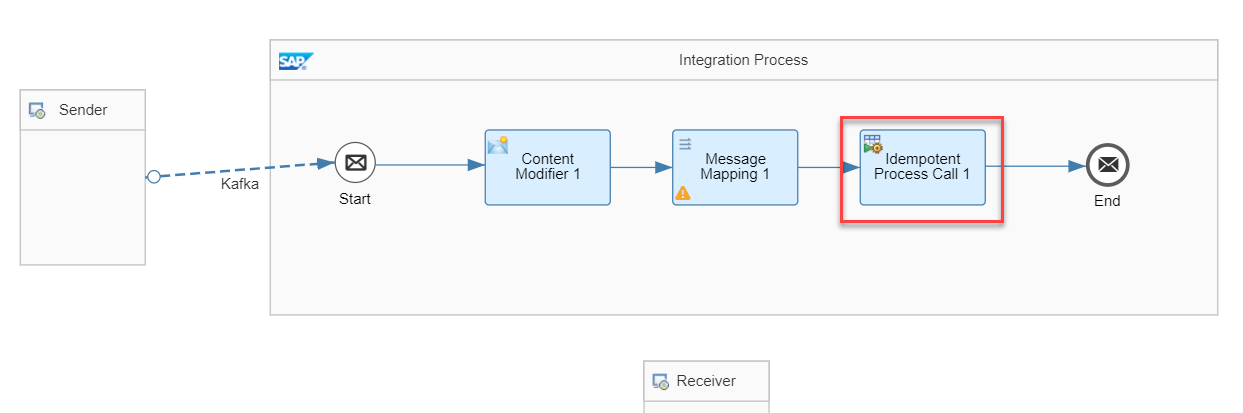 SAP
Integration Process
Sender
Kafka
Start
Content
Modifier 1
Message
Mapping 1
Idempotent
Process Call 1
End
Receiver